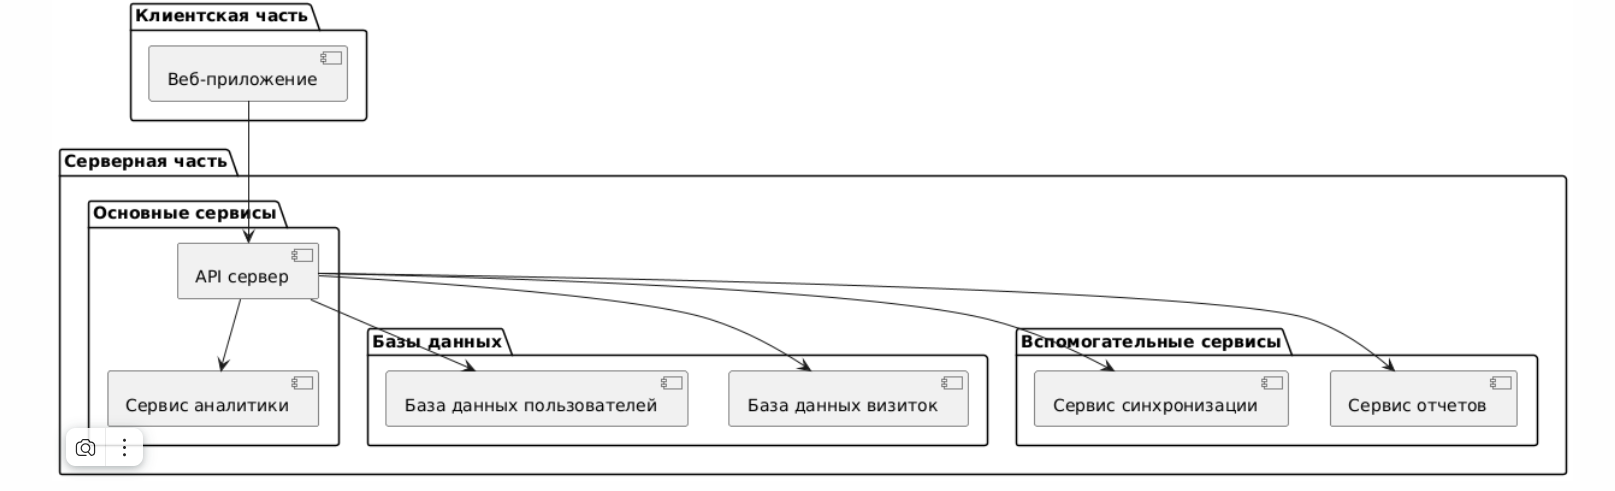 Клиентская часть
Веб-приложение
Серверная часть
Основные сервисы
API сервер
Сервис аналитики
Базы данных
База данных пользователей
База данных визиток
Вспомогательные сервисы
Сервис синхронизации
Сервис отчетов